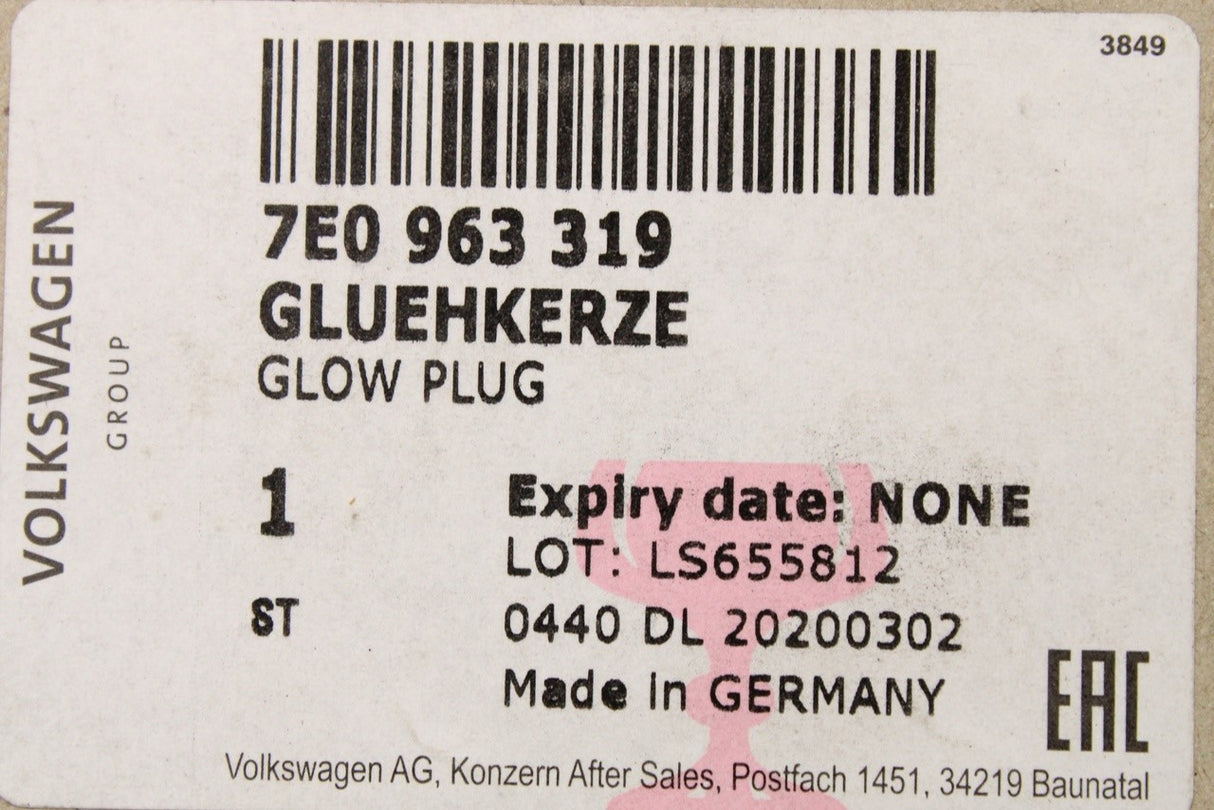 3849
7E0 963 319
GLUEHKERZE
GLOW PLUG
VOLKSWAGEN
GROUP
1
Expiry date: NONE
LOT: LS655812
ST
0440 DL 20200302
Made in GERMANY
EAC
Volkswagen AG, Konzern After Sales, Postfach 1451, 34219 Baunatal